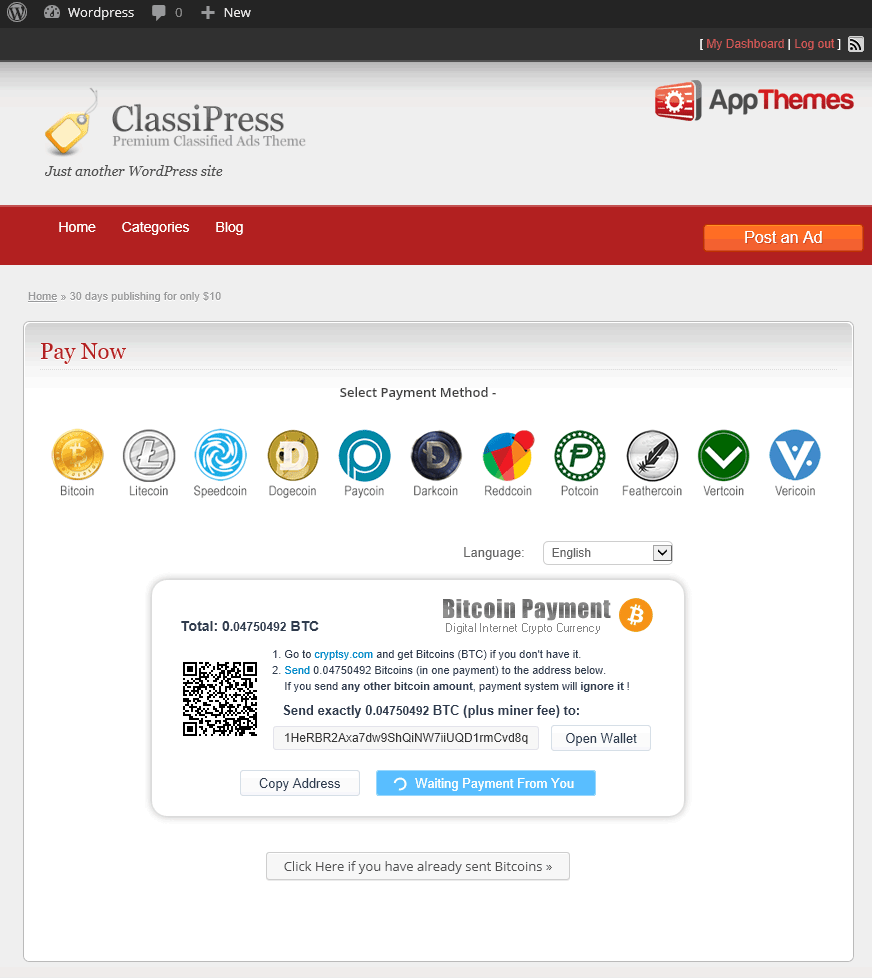 Wordpress 0 New
[ My Dashboard | Log out ]
ClassiPress
Premium Classified Ads Theme
AppThemes
Just another WordPress site
Home Categories Blog
Post an Ad
Home » 30 days publishing for only $10
Pay Now
Select Payment Method -
Bitcoin Litecoin Speedcoin Dogecoin Paycoin Darkcoin Reddcoin Potcoin Feathercoin Vertcoin Vericoin
Language: English
Bitcoin Payment
Digital Internet Crypto Currency
Total: 0.04750492 BTC
1. Go to cryptsy.com and get Bitcoins (BTC) if you don't have it.
2. Send 0.04750492 Bitcoins (in one payment) to the address below.
If you send any other bitcoin amount, payment system will ignore it !
Send exactly 0.04750492 BTC (plus miner fee) to:
1HeRBR2Axa7dw9ShQiNW7iiUQD1rmCvd8q
Open Wallet
Copy Address
Waiting Payment From You
Click Here if you have already sent Bitcoins »